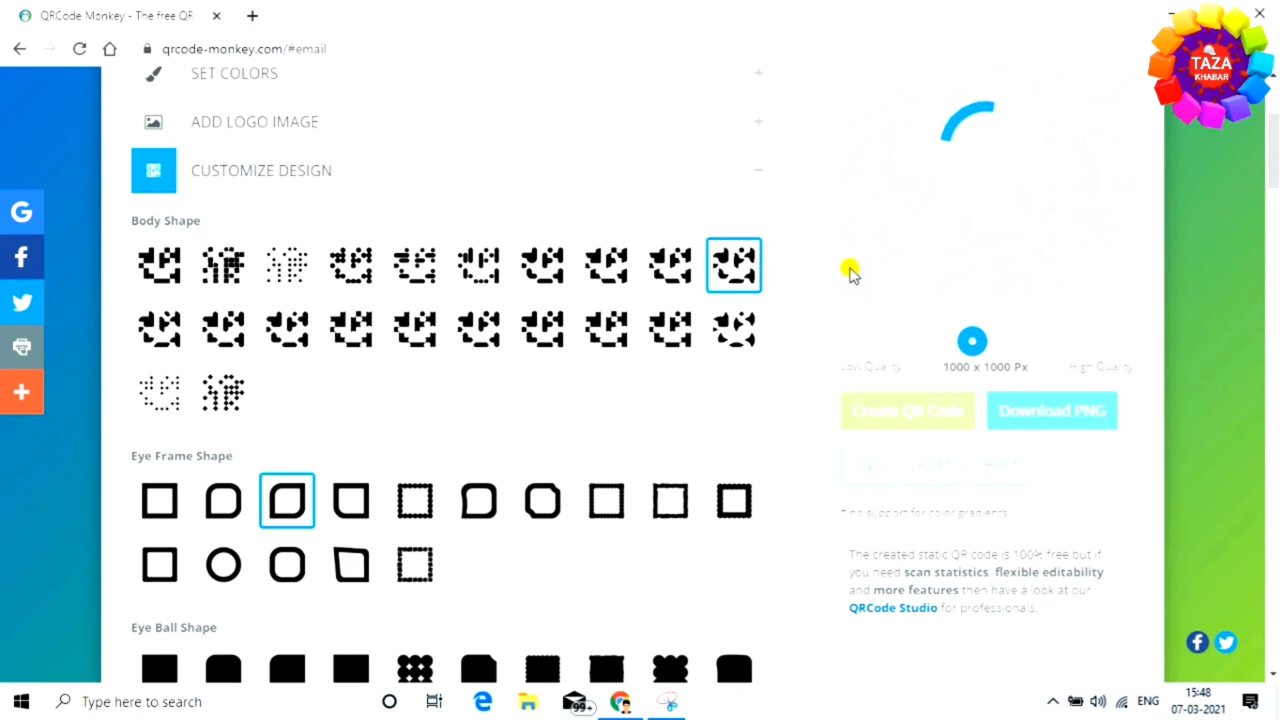 QRCode Monkey - The free QR
qrcode-monkey.com/#email
TAZA
KHABAR
SET COLORS
ADD LOGO IMAGE
CUSTOMIZE DESIGN
Body Shape
Low Quality
1000 x 1000 Px
High Quality
Create QR Code
Download PNG
* no support for color gradients
Eye Frame Shape
The created static QR code is 100% free but if
you need scan statistics, flexible editability
and more features then have a look at our
QRCode Studio for professionals.
Eye Ball Shape
Type here to search
99+
ENG
15:48
07-03-2021